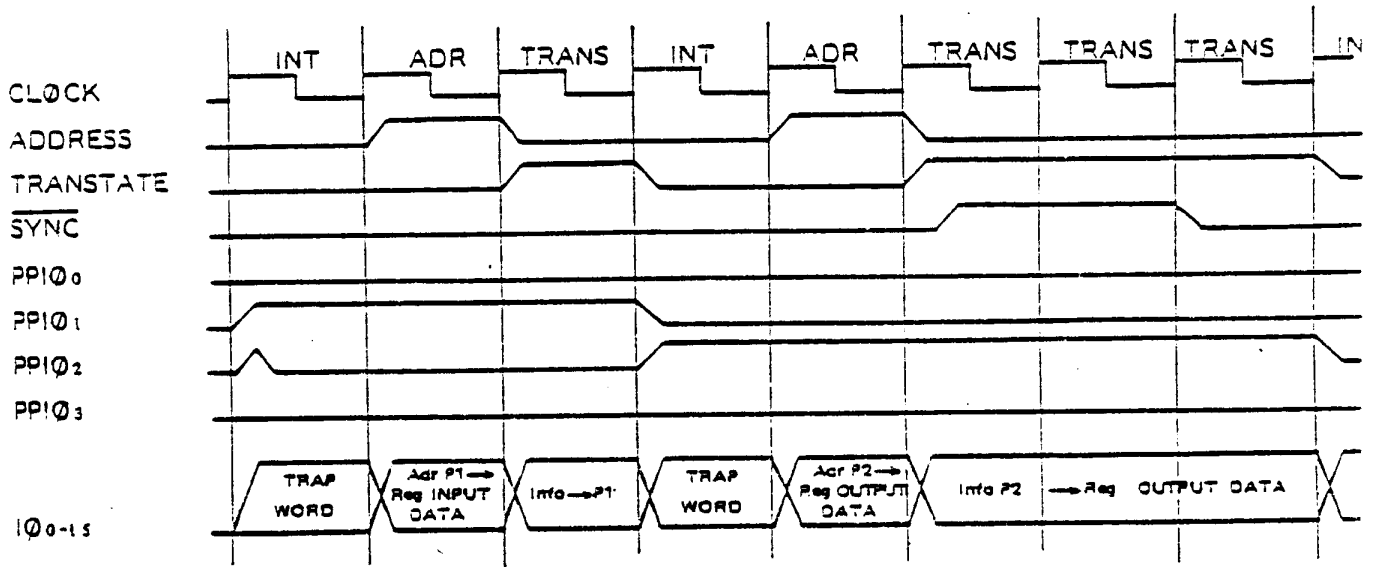 INT ADR TRANS INT ADR TRANS TRANS TRANS IN
CLØCK
ADDRESS
TRANSTATE
SYNC
PPIØ0
PPIØ1
PPIØ2
PPIØ3
TRAP WORD
Adr P1→ Reg INPUT DATA
Info→P1
TRAP WORD
Adr P2→ Reg OUTPUT DATA
Info P2 →Reg OUTPUT DATA
IØ0-15